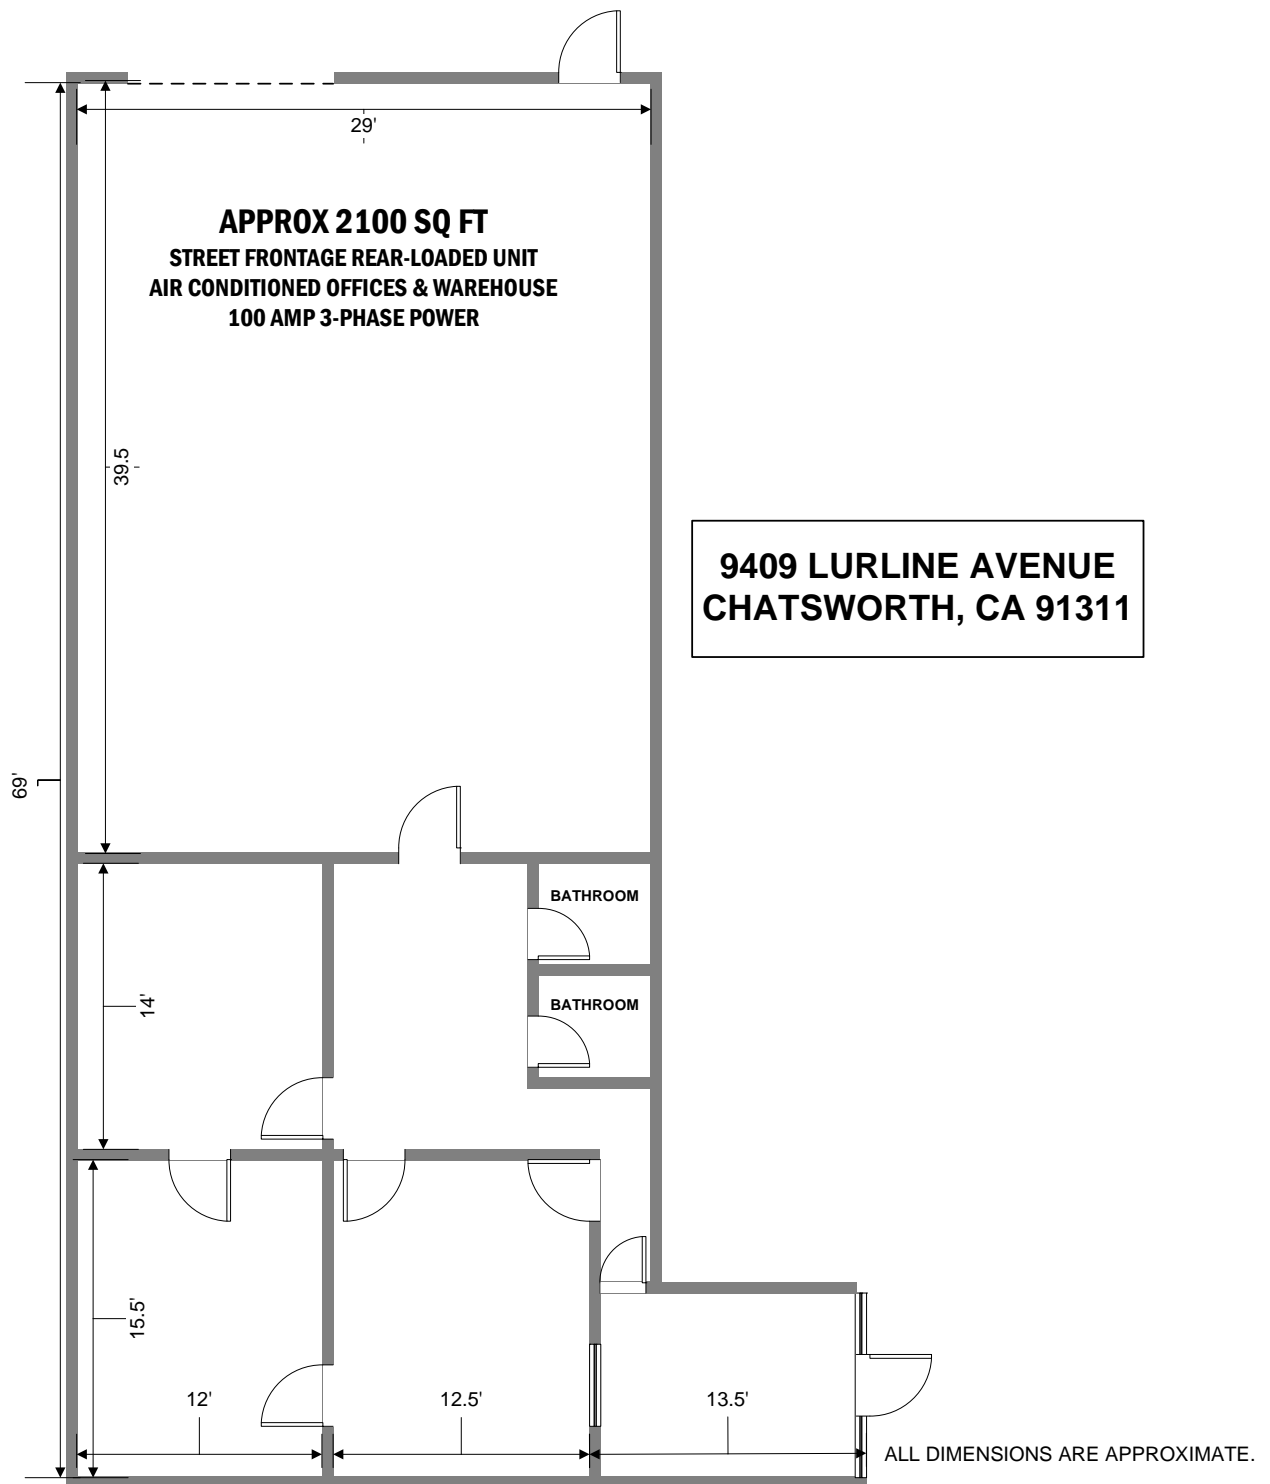 29'
APPROX 2100 SQ FT
STREET FRONTAGE REAR-LOADED UNIT
AIR CONDITIONED OFFICES & WAREHOUSE
100 AMP 3-PHASE POWER
39.5
9409 LURLINE AVENUE
CHATSWORTH, CA 91311
69'
BATHROOM
14'
BATHROOM
15.5'
12'
12.5'
13.5'
ALL DIMENSIONS ARE APPROXIMATE.